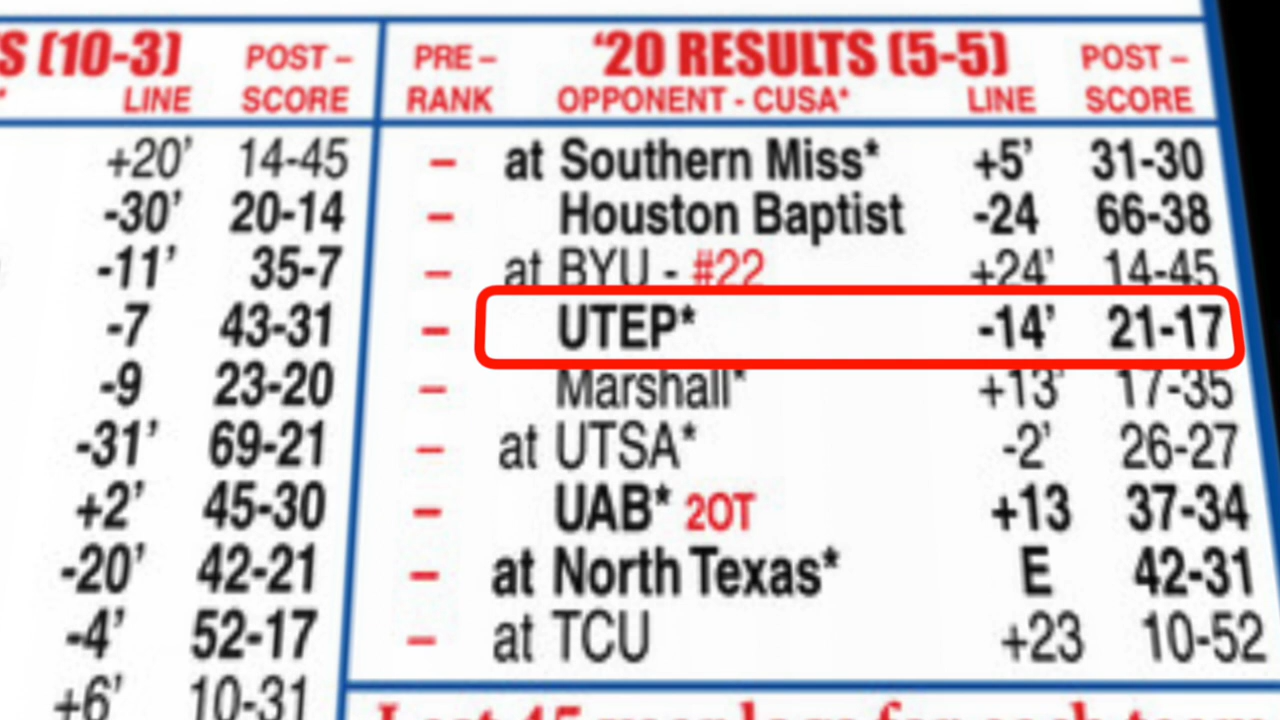 S (10-3) POST –
LINE SCORE
+20’ 14-45
-30’ 20-14
-11’ 35-7
-7 43-31
-9 23-20
-31’ 69-21
+2’ 45-30
-20’ 42-21
-4’ 52-17
+6’ 10-31
PRE – ‘20 RESULTS (5-5) POST –
RANK OPPONENT - CUSA* LINE SCORE
– at Southern Miss* +5’ 31-30
– Houston Baptist -24 66-38
– at BYU - #22 +24’ 14-45
– UTEP* -14’ 21-17
– Marshall* +13’ 17-35
– at UTSA* -2’ 26-27
– UAB* 2OT +13 37-34
– at North Texas* E 42-31
– at TCU +23 10-52